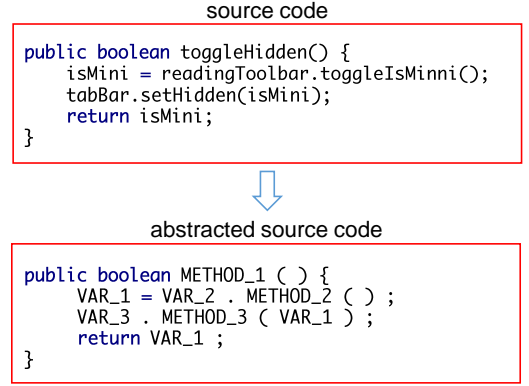 source code
public boolean toggleHidden() {
isMini = readingToolbar.toggleIsMinni();
tabBar.setHidden(isMini);
return isMini;
}
abstracted source code
public boolean METHOD_1 ( ) {
VAR_1 = VAR_2 . METHOD_2 ( ) ;
VAR_3 . METHOD_3 ( VAR_1 ) ;
return VAR_1 ;
}